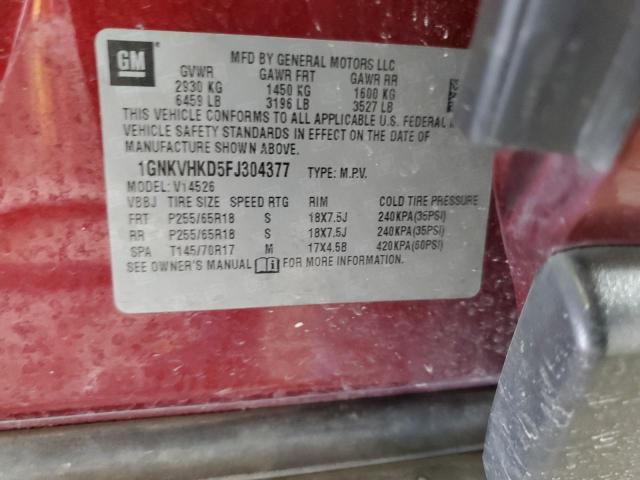 GM
MFD BY GENERAL MOTORS LLC
GVWR GAWR FRT GAWR RR
2930 KG 1450 KG 1600 KG
6459 LB 3196 LB 3527 LB
THIS VEHICLE CONFORMS TO ALL APPLICABLE U.S. FEDERAL
VEHICLE SAFETY STANDARDS IN EFFECT ON THE DATE OF
MANUFACTURE SHOWN ABOVE.
1GNKVHKD5FJ304377 TYPE: M.P.V.
MODEL: V14526
VBBJ TIRE SIZE SPEED RTG RIM COLD TIRE PRESSURE
FRT P255/65R18 S 18X7.5J 240KPA(35PSI)
RR P255/65R18 S 18X7.5J 240KPA(35PSI)
SPA T145/70R17 M 17X4.5B 420KPA(60PSI)
SEE OWNER'S MANUAL FOR MORE INFORMATION.